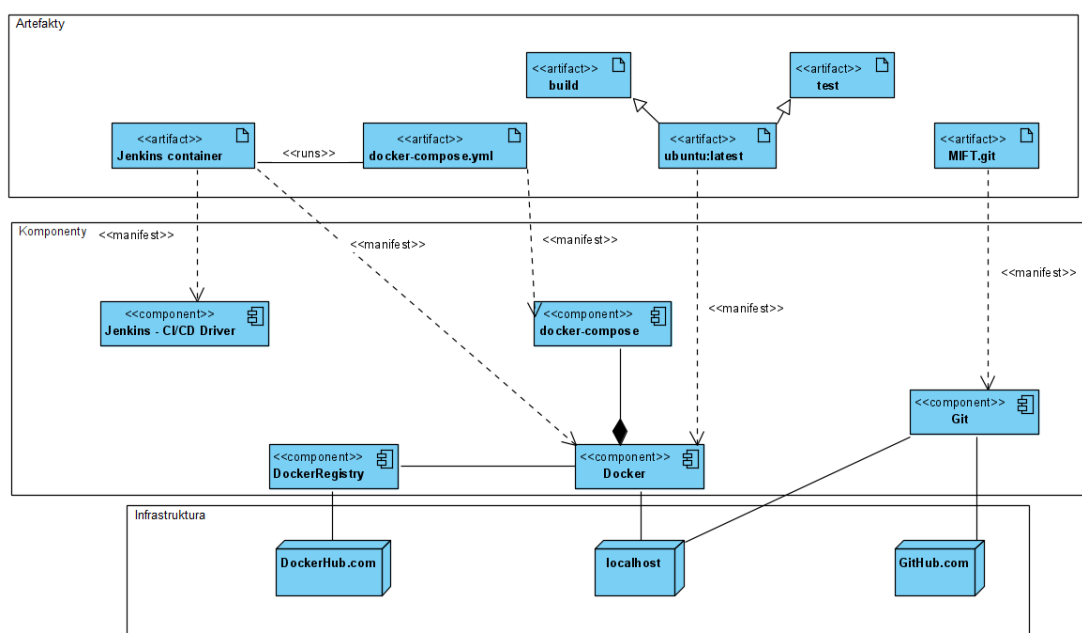 Artefakty
<<artifact>>
build
<<artifact>>
test
<<artifact>>
Jenkins container
<<runs>>
<<artifact>>
docker-compose.yml
<<artifact>>
ubuntu:latest
<<artifact>>
MIFT.git
Komponenty
<<manifest>>
<<manifest>>
<<manifest>>
<<manifest>>
<<manifest>>
<<component>>
Jenkins - CI/CD Driver
<<component>>
docker-compose
<<component>>
Git
<<component>>
DockerRegistry
<<component>>
Docker
Infrastruktura
DockerHub.com
localhost
GitHub.com